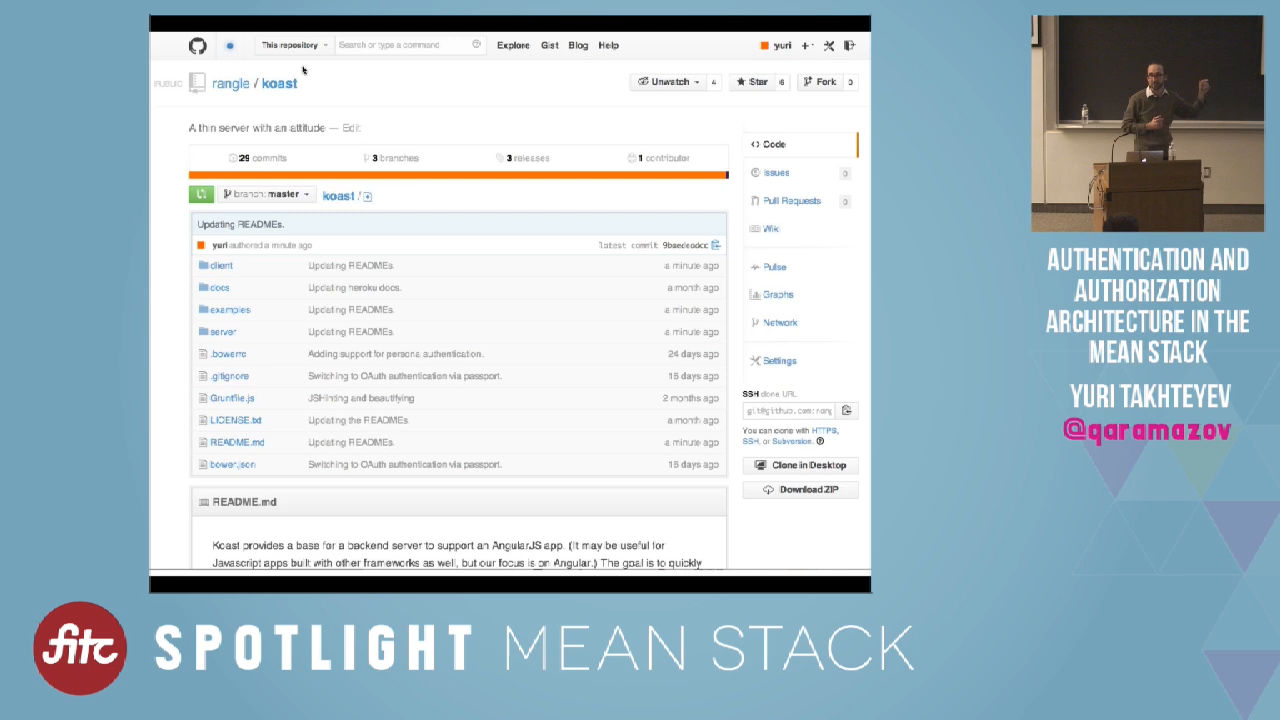 This repository
Search or type a command
Explore Gist Blog Help
yuri
PUBLIC
rangle / koast
Unwatch 4
Star 6
Fork 0
A thin server with an attitude — Edit
29 commits
3 branches
3 releases
1 contributor
branch: master
koast /
Updating READMEs.
yuri authored a minute ago
latest commit
client Updating READMEs. a minute ago
docs Updating heroku docs. a month ago
examples Updating READMEs. a minute ago
server Updating READMEs. a minute ago
.bowerrc Adding support for persona authentication. 24 days ago
.gitignore Switching to OAuth authentication via passport. 16 days ago
Gruntfile.js JSHinting and beautifying 2 months ago
LICENSE.txt Updating the READMEs. a month ago
README.md Updating READMEs. a minute ago
bower.json Switching to OAuth authentication via passport. 16 days ago
README.md
Koast provides a base for a backend server to support an AngularJS app. (It may be useful for
Javascript apps built with other frameworks as well, but our focus is on Angular.) The goal is to quickly
Code
Issues 0
Pull Requests 0
Wiki
Pulse
Graphs
Network
Settings
SSH clone URL
git@github.com:rang
You can clone with HTTPS,
SSH, or Subversion.
Clone in Desktop
Download ZIP
AUTHENTICATION AND
AUTHORIZATION
ARCHITECTURE IN THE
MEAN STACK
YURI TAKHTEYEV
@qaramazov
fitc
SPOTLIGHT MEAN STACK